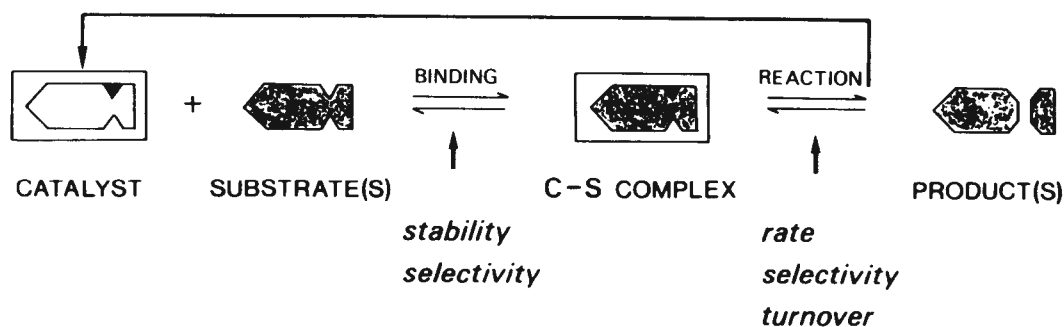 BINDING
REACTION
+
CATALYST
SUBSTRATE(S)
C-S COMPLEX
PRODUCT(S)
stability
selectivity
rate
selectivity
turnover